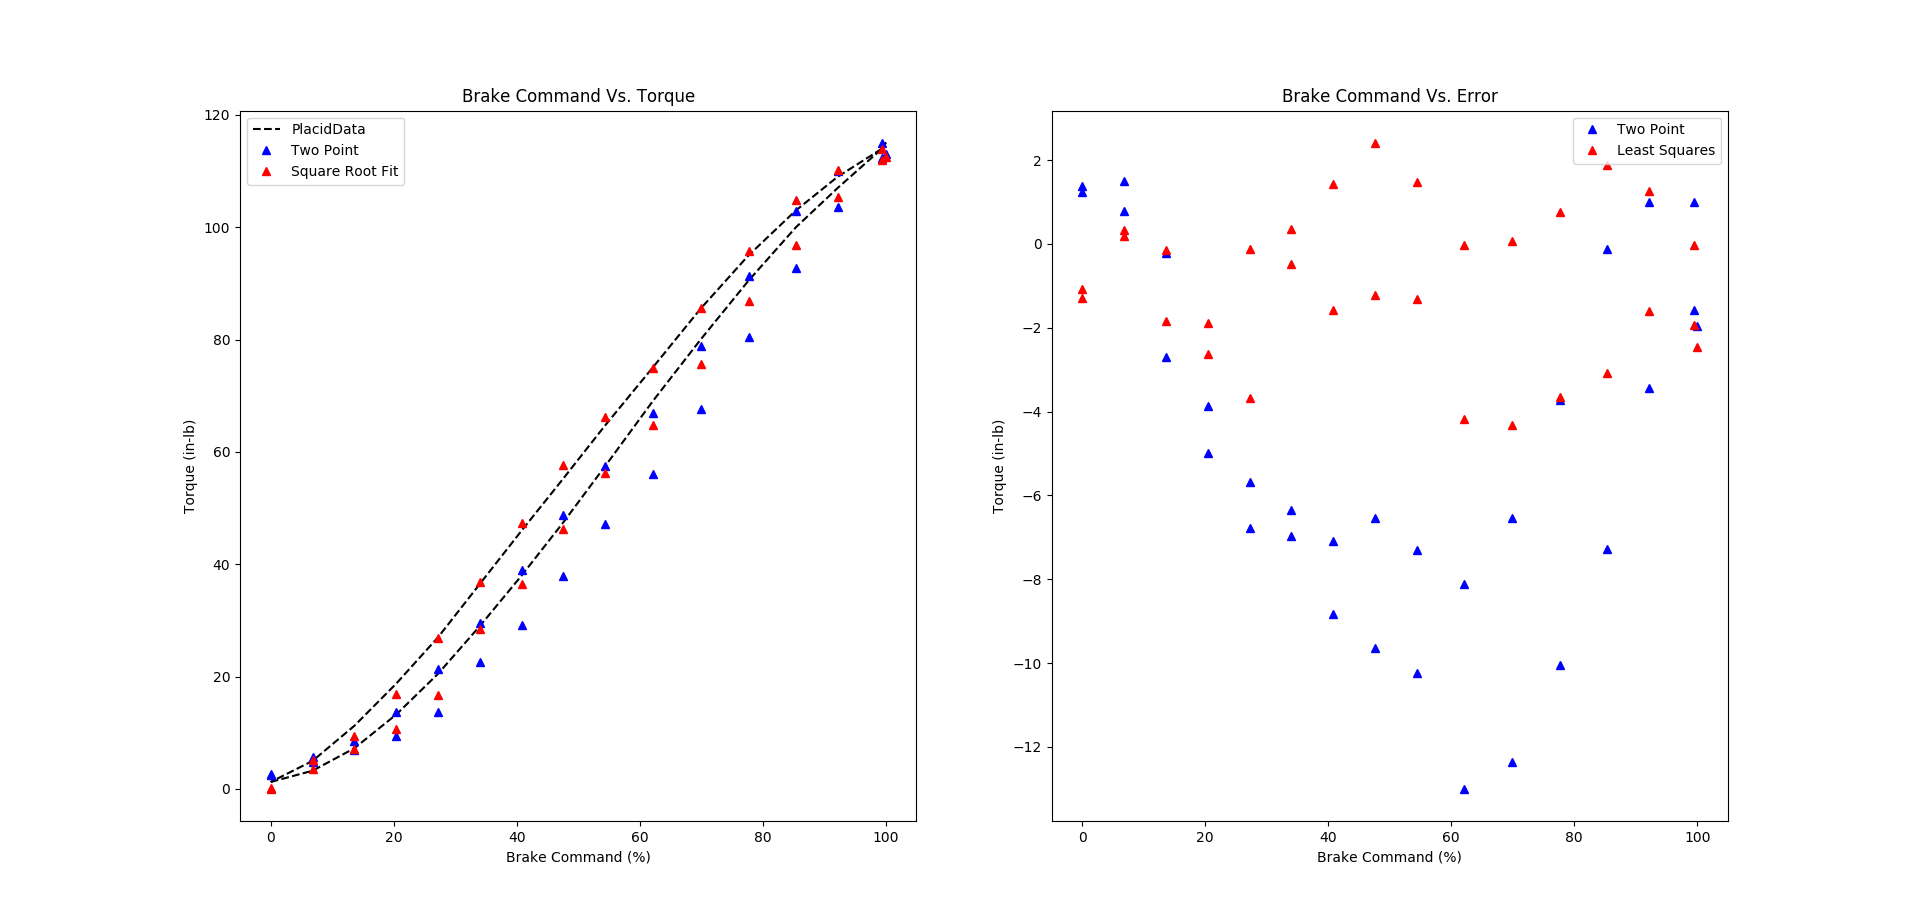 Brake Command Vs. Torque
120
100
80
60
40
20
0
Torque (in-lb)
PlacidData
Two Point
Square Root Fit
0 20 40 60 80 100
Brake Command (%)
Brake Command Vs. Error
2
0
−2
−4
−6
−8
−10
−12
Torque (in-lb)
Two Point
Least Squares
0 20 40 60 80 100
Brake Command (%)